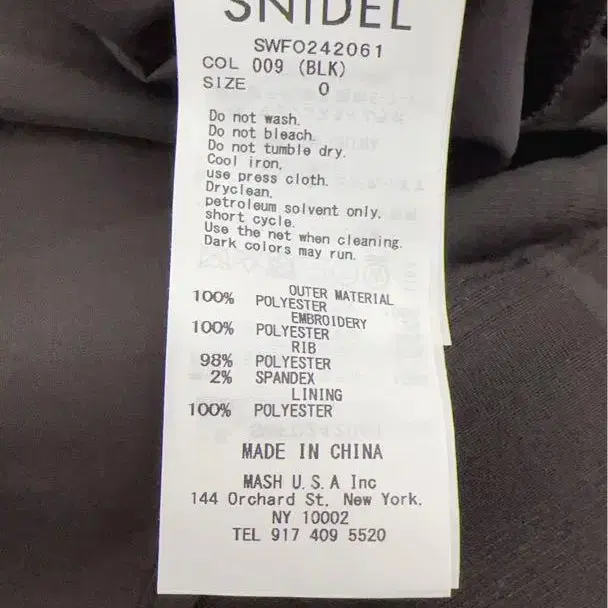 SNIDEL
SWFO242061
COL 009 (BLK)
SIZE 0
Do not wash.
Do not bleach.
Do not tumble dry.
Cool iron,
use press cloth.
Dryclean,
petroleum solvent only,
short cycle.
Use the net when cleaning.
Dark colors may run.
OUTER MATERIAL
100% POLYESTER
EMBROIDERY
100% POLYESTER
RIB
98% POLYESTER
2% SPANDEX
LINING
100% POLYESTER
MADE IN CHINA
MASH U.S.A Inc
144 Orchard St, New York,
NY 10002
TEL 917 409 5520